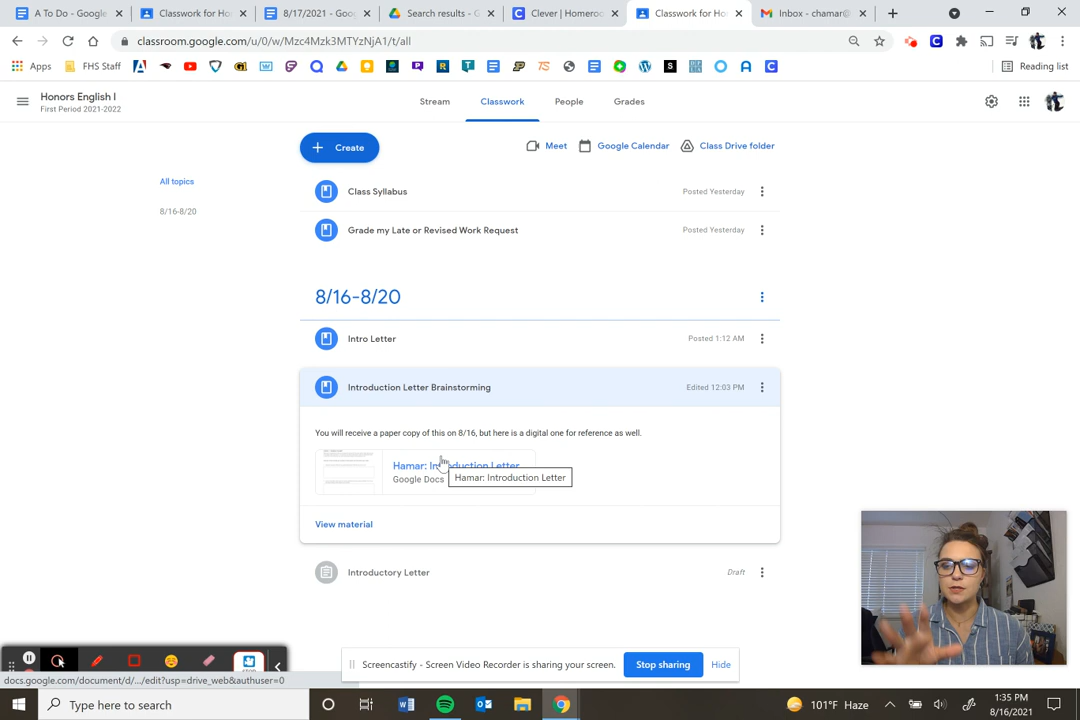 A To Do - Google
Classwork for Hon
8/17/2021 - Goog
Search results - G
Clever | Homeroo
Classwork for Hon
Inbox - chamar@
classroom.google.com/u/0/w/Mzc4Mzk3MTYzNjA1/t/all
Apps
FHS Staff
Reading list
Honors English I
First Period 2021-2022
Stream
Classwork
People
Grades
Create
Meet
Google Calendar
Class Drive folder
All topics
8/16-8/20
Class Syllabus
Posted Yesterday
Grade my Late or Revised Work Request
Posted Yesterday
8/16-8/20
Intro Letter
Posted 1:12 AM
Introduction Letter Brainstorming
Edited 12:03 PM
You will receive a paper copy of this on 8/16, but here is a digital one for reference as well.
Hamar: Introduction Letter
Google Docs
Hamar: Introduction Letter
View material
Introductory Letter
Draft
Screencastify - Screen Video Recorder is sharing your screen.
Stop sharing
Hide
docs.google.com/document/d/.../edit?usp=drive_web&authuser=0
Type here to search
101°F Haze
1:35 PM
8/16/2021